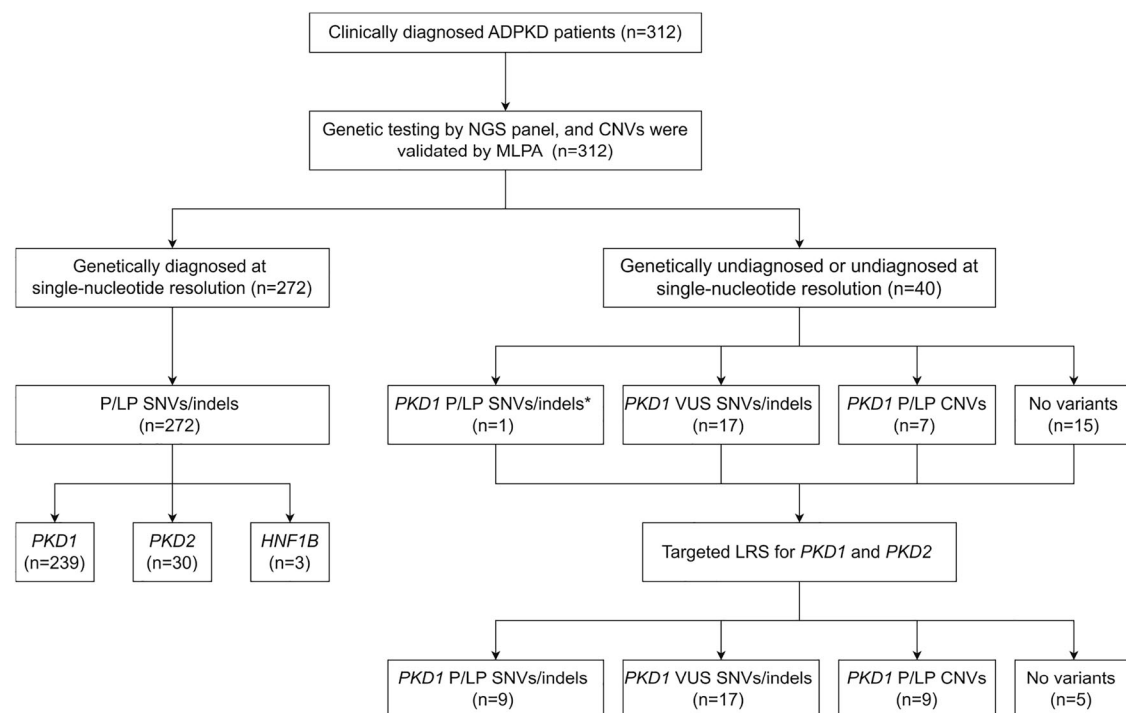 Clinically diagnosed ADPKD patients (n=312)
Genetic testing by NGS panel, and CNVs were
validated by MLPA (n=312)
Genetically diagnosed at
single-nucleotide resolution (n=272)
Genetically undiagnosed or undiagnosed at
single-nucleotide resolution (n=40)
P/LP SNVs/indels
(n=272)
PKD1 P/LP SNVs/indels*
(n=1)
PKD1 VUS SNVs/indels
(n=17)
PKD1 P/LP CNVs
(n=7)
No variants
(n=15)
PKD1
(n=239)
PKD2
(n=30)
HNF1B
(n=3)
Targeted LRS for PKD1 and PKD2
PKD1 P/LP SNVs/indels
(n=9)
PKD1 VUS SNVs/indels
(n=17)
PKD1 P/LP CNVs
(n=9)
No variants
(n=5)